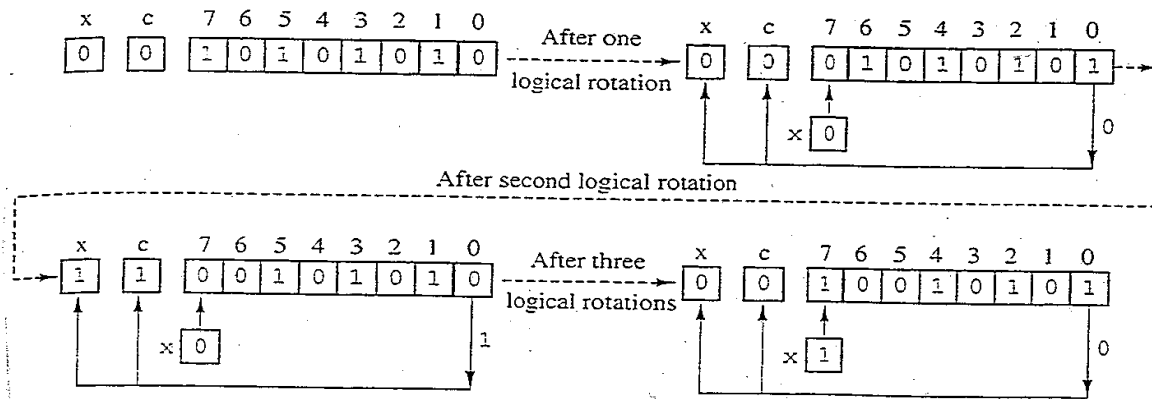 x c 7 6 5 4 3 2 1 0
0 0 1 0 1 0 1 0 1 0
After one
logical rotation
x c 7 6 5 4 3 2 1 0
0 0 0 1 0 1 0 1 0 1
0
x 0
After second logical rotation
x c 7 6 5 4 3 2 1 0
1 1 0 0 1 0 1 0 1 0
1
x 0
After three
logical rotations
x c 7 6 5 4 3 2 1 0
0 0 1 0 0 1 0 1 0 1
0
x 1